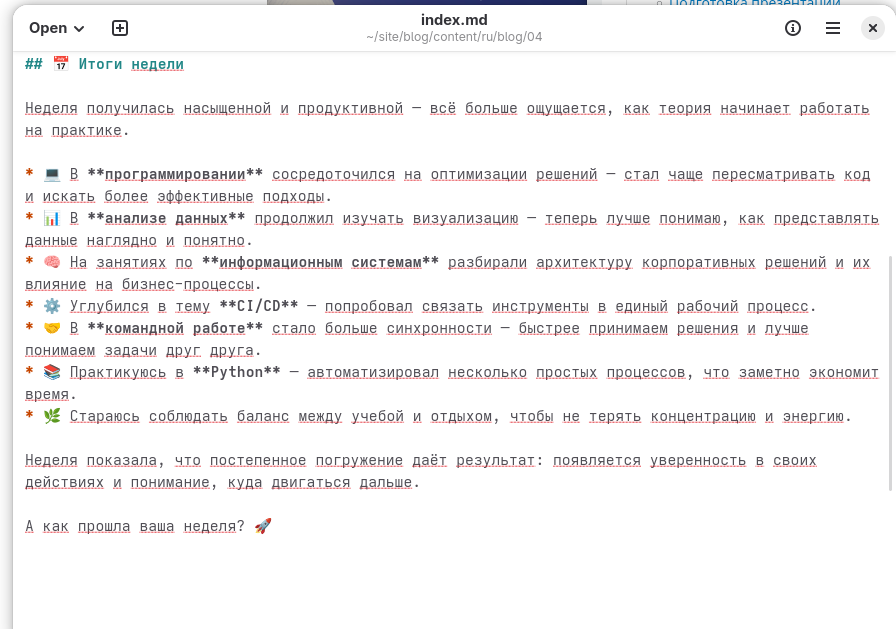 Подготовка презентации
Open
index.md
~/site/blog/content/ru/blog/04
## 📅 Итоги недели
Неделя получилась насыщенной и продуктивной — всё больше ощущается, как теория начинает работать
на практике.
* 💻 В **программировании** сосредоточился на оптимизации решений — стал чаще пересматривать код
и искать более эффективные подходы.
* 📊 В **анализе данных** продолжил изучать визуализацию — теперь лучше понимаю, как представлять
данные наглядно и понятно.
* 🧠 На занятиях по **информационным системам** разбирали архитектуру корпоративных решений и их
влияние на бизнес-процессы.
* ⚙️ Углубился в тему **CI/CD** — попробовал связать инструменты в единый рабочий процесс.
* 🤝 В **командной работе** стало больше синхронности — быстрее принимаем решения и лучше
понимаем задачи друг друга.
* 📚 Практикуюсь в **Python** — автоматизировал несколько простых процессов, что заметно экономит
время.
* 🌿 Стараюсь соблюдать баланс между учебой и отдыхом, чтобы не терять концентрацию и энергию.
Неделя показала, что постепенное погружение даёт результат: появляется уверенность в своих
действиях и понимание, куда двигаться дальше.
А как прошла ваша неделя? 🚀